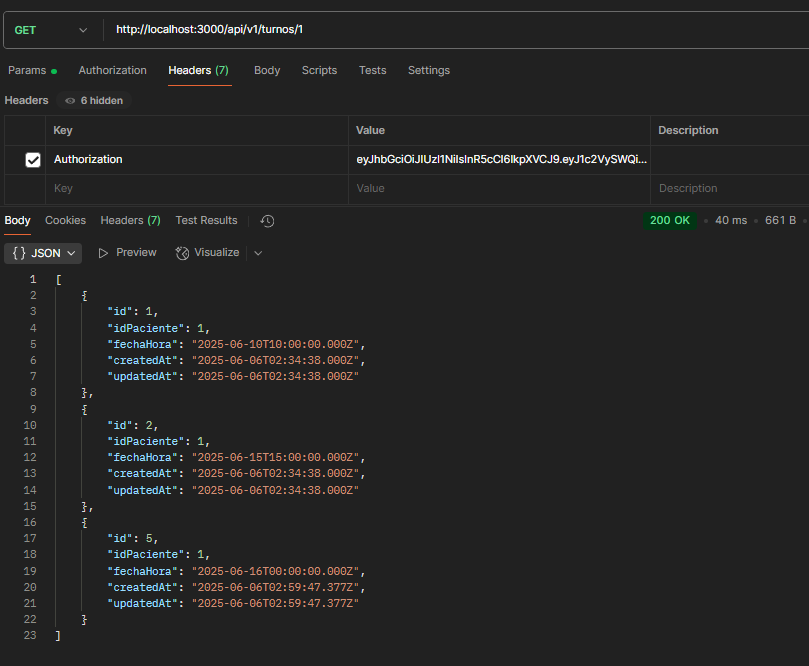 GET http://localhost:3000/api/v1/turnos/1
Params Authorization Headers (7) Body Scripts Tests Settings
Headers 6 hidden
Key Value Description
Authorization eyJhbGciOiJIUzI1NiIsInR5cCI6IkpXVCJ9.eyJ1c2VySWQi...
Key Value Description
Body Cookies Headers (7) Test Results 200 OK 40 ms 661 B
{} JSON Preview Visualize
1 [
2 {
3 "id": 1,
4 "idPaciente": 1,
5 "fechaHora": "2025-06-10T10:00:00.000Z",
6 "createdAt": "2025-06-06T02:34:38.000Z",
7 "updatedAt": "2025-06-06T02:34:38.000Z"
8 },
9 {
10 "id": 2,
11 "idPaciente": 1,
12 "fechaHora": "2025-06-15T15:00:00.000Z",
13 "createdAt": "2025-06-06T02:34:38.000Z",
14 "updatedAt": "2025-06-06T02:34:38.000Z"
15 },
16 {
17 "id": 5,
18 "idPaciente": 1,
19 "fechaHora": "2025-06-16T00:00:00.000Z",
20 "createdAt": "2025-06-06T02:59:47.377Z",
21 "updatedAt": "2025-06-06T02:59:47.377Z"
22 }
23 ]